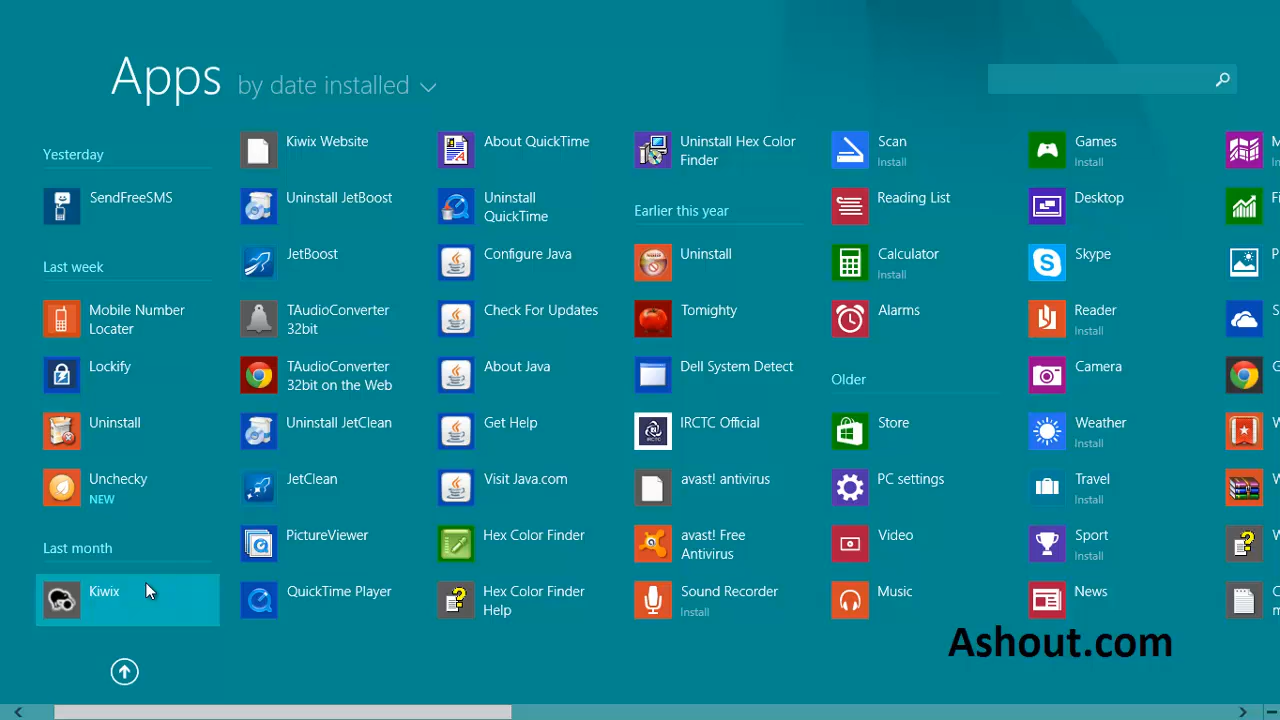 Apps by date installed
Yesterday
SendFreeSMS
Last week
Mobile Number
Locater
Lockify
Uninstall
Unchecky
NEW
Last month
Kiwix
Kiwix Website
Uninstall JetBoost
JetBoost
TAudioConverter
32bit
TAudioConverter
32bit on the Web
Uninstall JetClean
JetClean
PictureViewer
QuickTime Player
About QuickTime
Uninstall
QuickTime
Configure Java
Check For Updates
About Java
Get Help
Visit Java.com
Hex Color Finder
Hex Color Finder
Help
Uninstall Hex Color
Finder
Earlier this year
Uninstall
Tomighty
Dell System Detect
IRCTC
IRCTC Official
avast! antivirus
avast! Free
Antivirus
Sound Recorder
Install
Scan
Install
Reading List
Calculator
Install
Alarms
Older
Store
PC settings
Video
Music
Games
Install
Desktop
Skype
Reader
Install
Camera
Weather
Install
Travel
Install
Sport
Install
News
Ashout.com